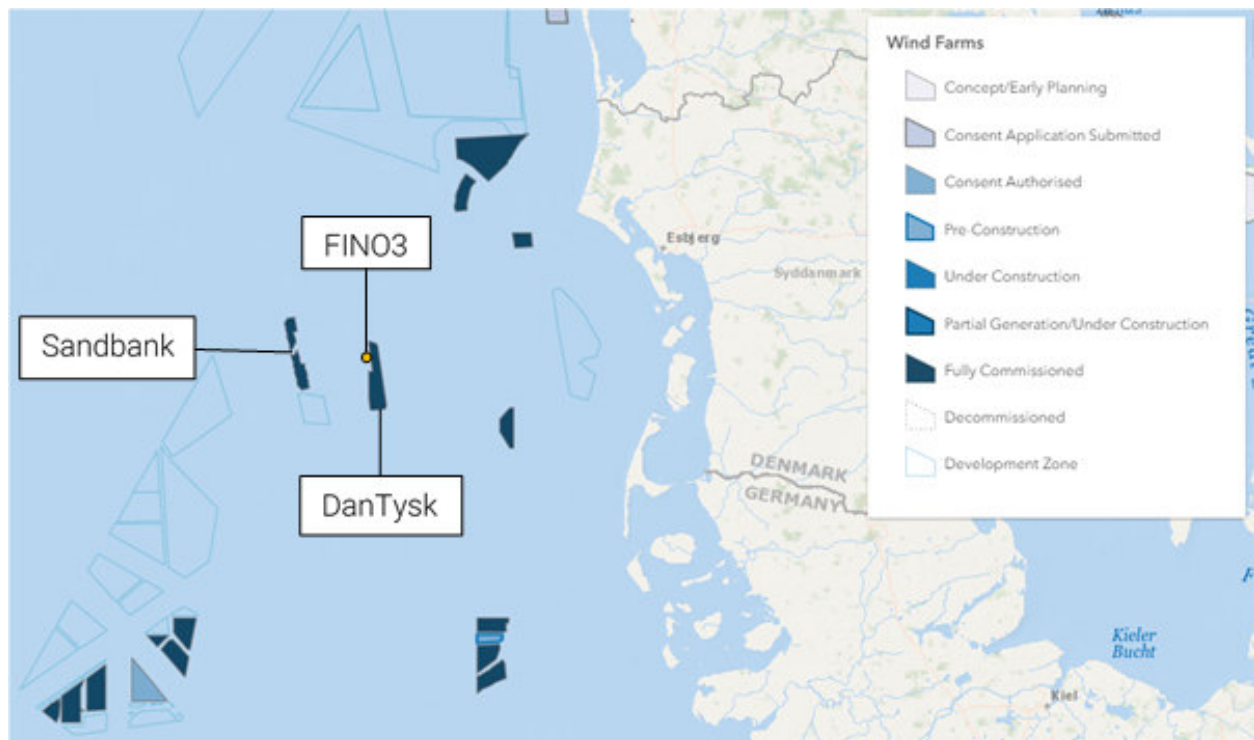 Wind Farms
Concept/Early Planning
Consent Application Submitted
Consent Authorised
Pre-Construction
Under Construction
Partial Generation/Under Construction
Fully Commissioned
Decommissioned
Development Zone
FINO3
Esbjerg
Syddanmark
Sandbank
DENMARK
GERMANY
DanTysk
Kieler
Bucht
Kiel